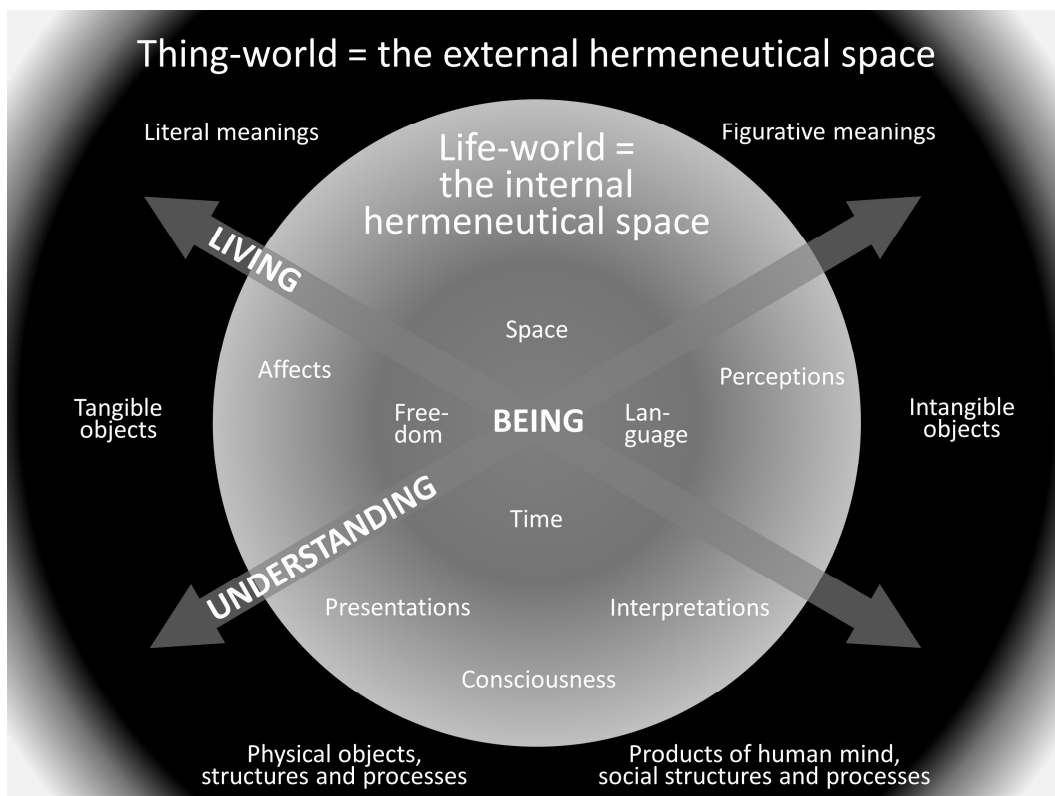 Thing-world = the external hermeneutical space
Literal meanings
Figurative meanings
Life-world =
the internal
hermeneutical space
LIVING
Space
Affects
Perceptions
Tangible
objects
Free-
dom
BEING
Lan-
guage
Intangible
objects
Time
UNDERSTANDING
Presentations
Interpretations
Consciousness
Physical objects,
structures and processes
Products of human mind,
social structures and processes